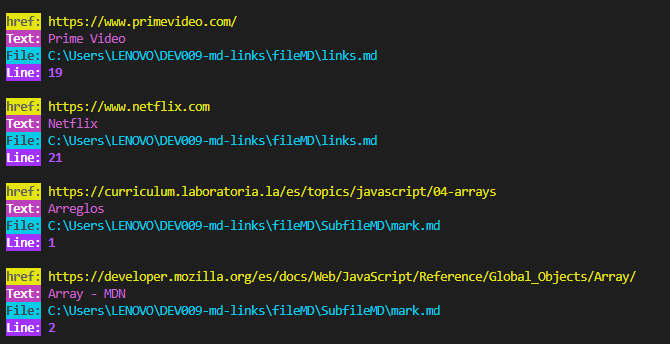 href: https://www.primevideo.com/
Text: Prime Video
File: C:\Users\LENOVO\DEV009-md-links\fileMD\links.md
Line: 19
href: https://www.netflix.com
Text: Netflix
File: C:\Users\LENOVO\DEV009-md-links\fileMD\links.md
Line: 21
href: https://curriculum.laboratoria.la/es/topics/javascript/04-arrays
Text: Arreglos
File: C:\Users\LENOVO\DEV009-md-links\fileMD\SubfileMD\mark.md
Line: 1
href: https://developer.mozilla.org/es/docs/Web/JavaScript/Reference/Global_Objects/Array/
Text: Array - MDN
File: C:\Users\LENOVO\DEV009-md-links\fileMD\SubfileMD\mark.md
Line: 2